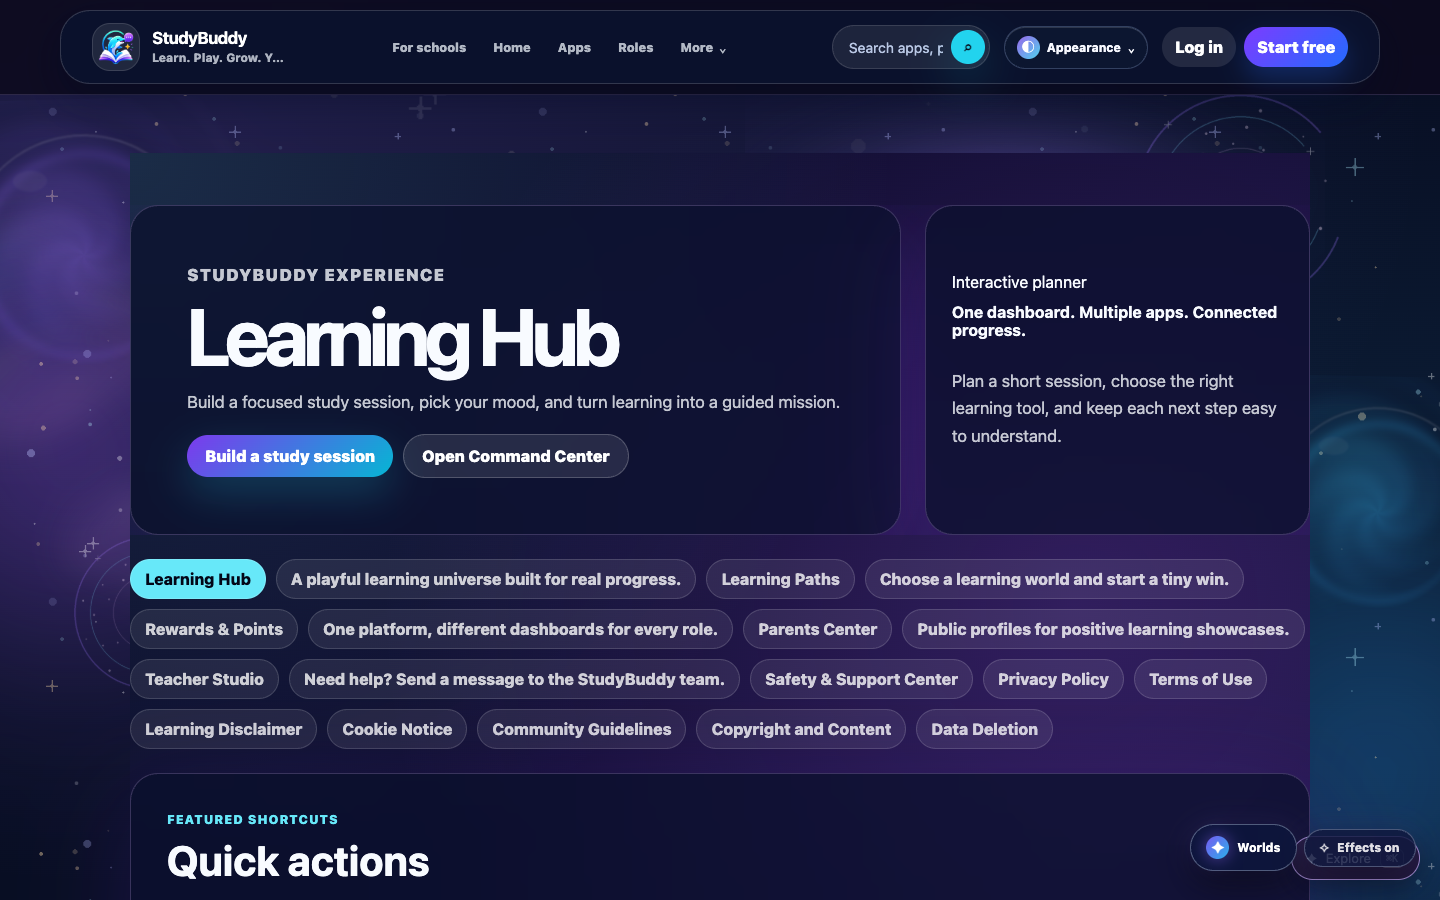 StudyBuddy
Learn. Play. Grow. Y...
For schools
Home
Apps
Roles
More
Search apps, p
Appearance
Log in
Start free
STUDYBUDDY EXPERIENCE
Learning Hub
Build a focused study session, pick your mood, and turn learning into a guided mission.
Build a study session
Open Command Center
Interactive planner
One dashboard. Multiple apps. Connected
progress.
Plan a short session, choose the right
learning tool, and keep each next step easy
to understand.
Learning Hub
A playful learning universe built for real progress.
Learning Paths
Choose a learning world and start a tiny win.
Rewards & Points
One platform, different dashboards for every role.
Parents Center
Public profiles for positive learning showcases.
Teacher Studio
Need help? Send a message to the StudyBuddy team.
Safety & Support Center
Privacy Policy
Terms of Use
Learning Disclaimer
Cookie Notice
Community Guidelines
Copyright and Content
Data Deletion
FEATURED SHORTCUTS
Quick actions
Worlds
Effects on
Explore